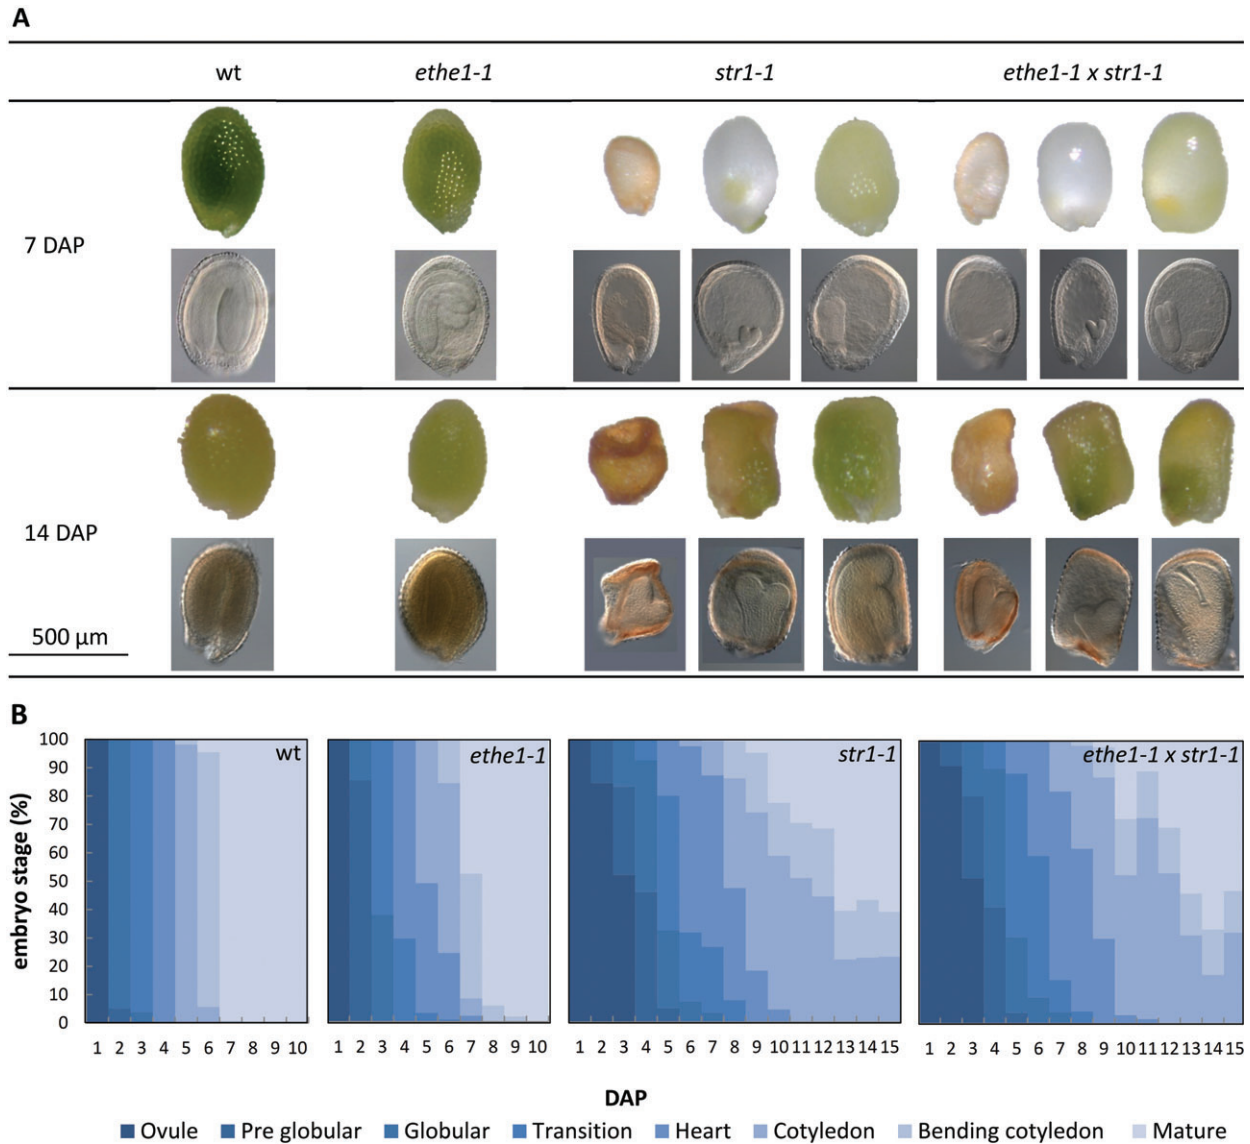 A
wt ethe1-1 str1-1 ethe1-1 x str1-1
7 DAP
14 DAP
500 µm
B
embryo stage (%)
100
90
80
70
60
50
40
30
20
10
0
wt
ethe1-1
str1-1
ethe1-1 x str1-1
1 2 3 4 5 6 7 8 9 10
1 2 3 4 5 6 7 8 9 10
1 2 3 4 5 6 7 8 9 10 11 12 13 14 15
1 2 3 4 5 6 7 8 9 10 11 12 13 14 15
DAP
Ovule Pre globular Globular Transition Heart Cotyledon Bending cotyledon Mature